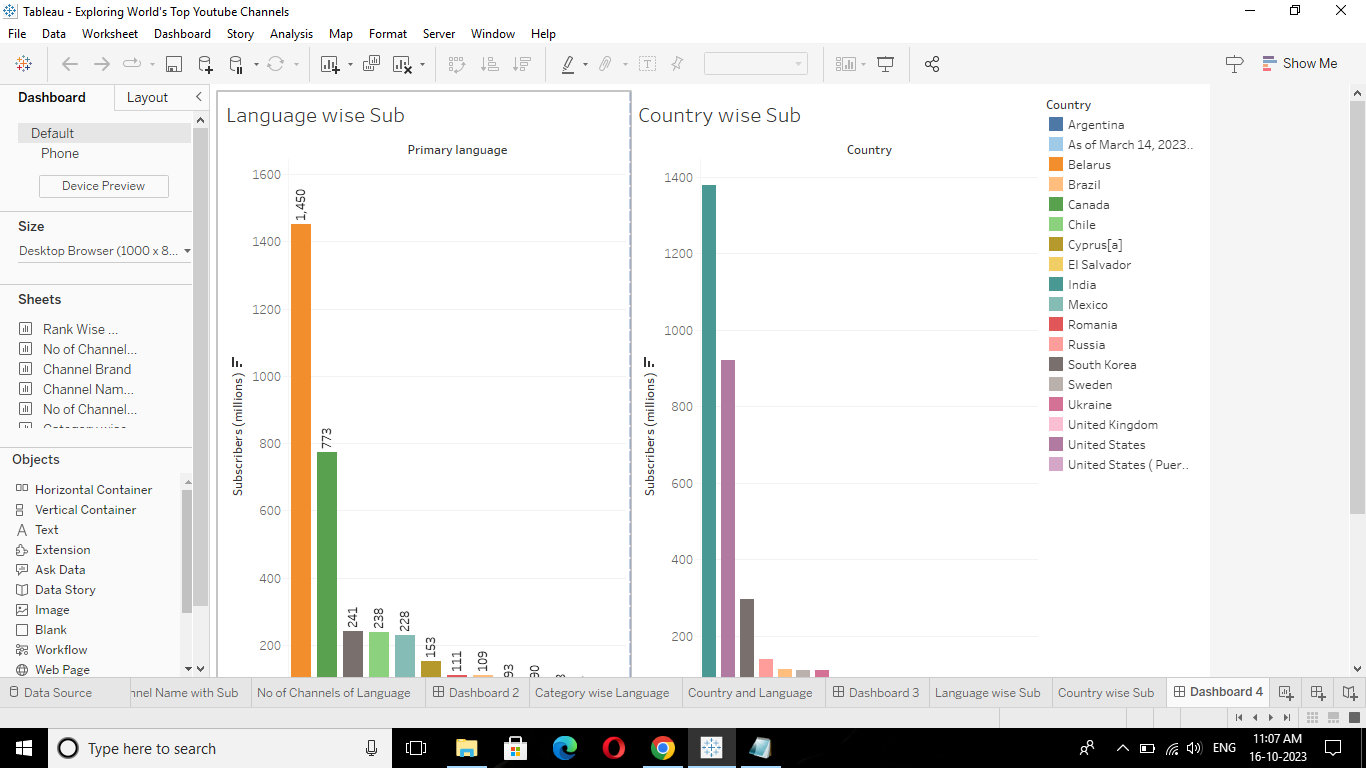 Tableau - Exploring World's Top Youtube Channels
File Data Worksheet Dashboard Story Analysis Map Format Server Window Help
Show Me
Dashboard Layout
Default
Phone
Device Preview
Size
Desktop Browser (1000 x 8...
Sheets
Rank Wise ...
No of Channel...
Channel Brand
Channel Nam...
No of Channel...
Objects
Horizontal Container
Vertical Container
Text
Extension
Ask Data
Data Story
Image
Blank
Workflow
Web Page
Language wise Sub
Primary language
Subscribers (millions)
1600
1400
1200
1000
800
600
400
200
1,450
773
241
238
228
153
111
109
93
90
Country wise Sub
Country
Subscribers (millions)
1400
1200
1000
800
600
400
200
Country
Argentina
As of March 14, 2023..
Belarus
Brazil
Canada
Chile
Cyprus[a]
El Salvador
India
Mexico
Romania
Russia
South Korea
Sweden
Ukraine
United Kingdom
United States
United States ( Puer..
Data Source nnel Name with Sub No of Channels of Language Dashboard 2 Category wise Language Country and Language Dashboard 3 Language wise Sub Country wise Sub Dashboard 4
Type here to search
ENG
11:07 AM
16-10-2023